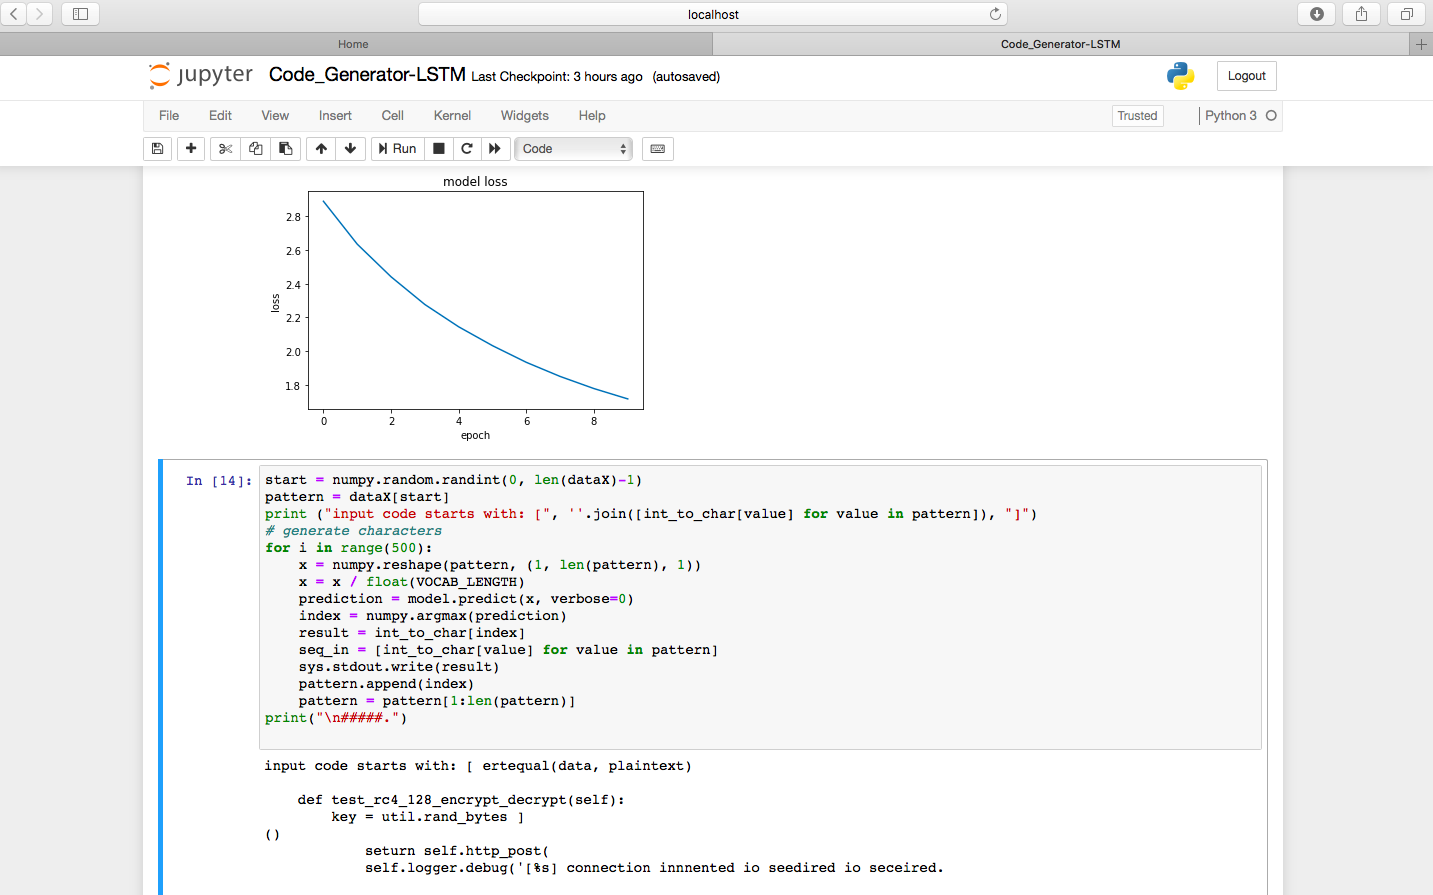 localhost
Home
Code_Generator-LSTM
jupyter Code_Generator-LSTM Last Checkpoint: 3 hours ago (autosaved)
Logout
File Edit View Insert Cell Kernel Widgets Help
Trusted
Python 3
Run
Code
model loss
2.8
2.6
2.4
2.2
2.0
1.8
loss
0 2 4 6 8
epoch
In [14]:
start = numpy.random.randint(0, len(dataX)-1)
pattern = dataX[start]
print ("input code starts with: [", ''.join([int_to_char[value] for value in pattern]), "]")
# generate characters
for i in range(500):
    x = numpy.reshape(pattern, (1, len(pattern), 1))
    x = x / float(VOCAB_LENGTH)
    prediction = model.predict(x, verbose=0)
    index = numpy.argmax(prediction)
    result = int_to_char[index]
    seq_in = [int_to_char[value] for value in pattern]
    sys.stdout.write(result)
    pattern.append(index)
    pattern = pattern[1:len(pattern)]
print("\n#####.")
input code starts with: [ ertequal(data, plaintext)
    def test_rc4_128_encrypt_decrypt(self):
        key = util.rand_bytes ]
()
            seturn self.http_post(
            self.logger.debug('[%s] connection innnented io seedired io seceired.